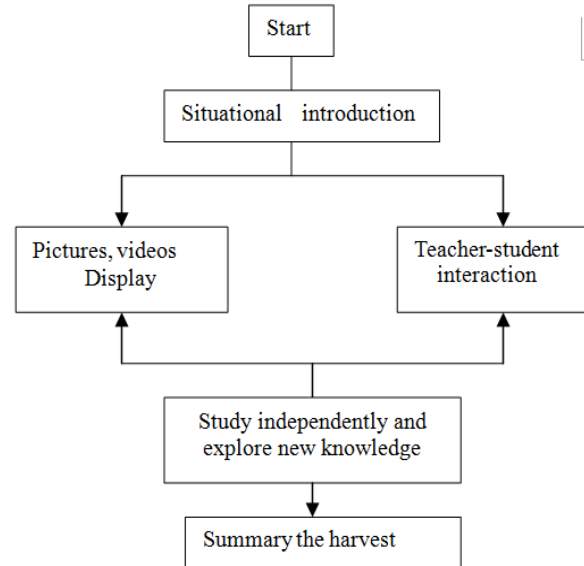 Start
Situational introduction
Pictures, videos
Display
Teacher-student
interaction
Study independently and
explore new knowledge
Summary the harvest